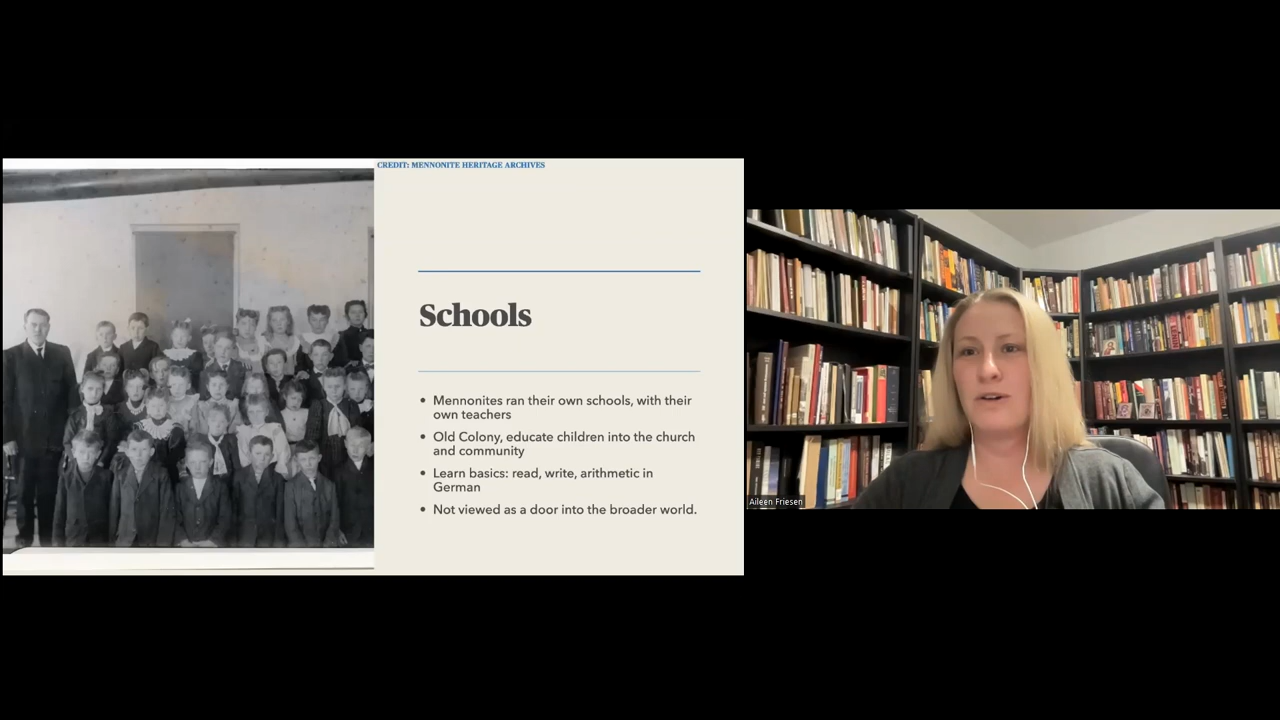 CREDIT: MENNONITE HERITAGE ARCHIVES
Schools
• Mennonites ran their own schools, with their
own teachers
• Old Colony, educate children into the church
and community
• Learn basics: read, write, arithmetic in
German
• Not viewed as a door into the broader world.
Aileen Friesen